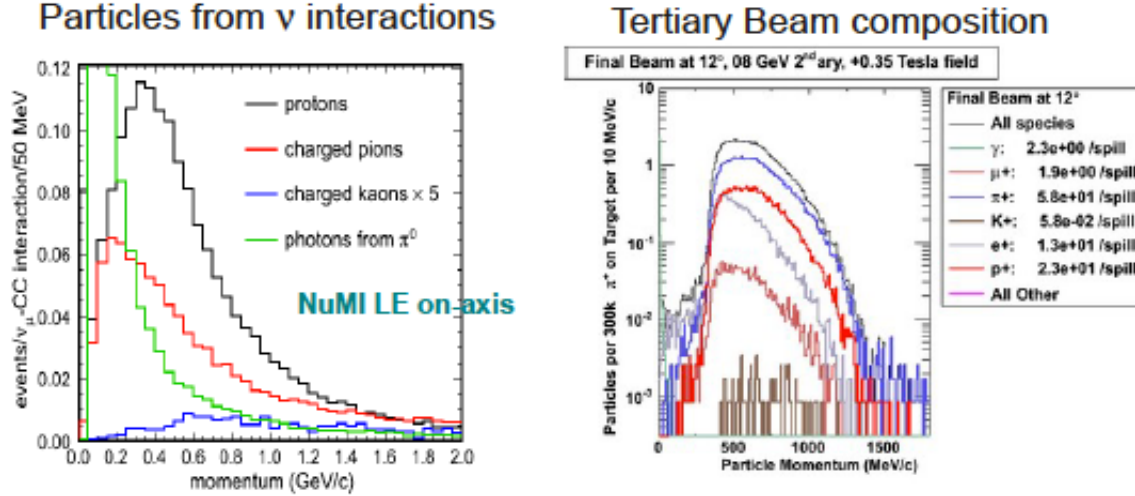 Particles from ν interactions
events/νμ-CC interaction/50 MeV
0.12
0.10
0.08
0.06
0.04
0.02
0.00
protons
charged pions
charged kaons × 5
photons from π⁰
NuMI LE on-axis
0.0 0.2 0.4 0.6 0.8 1.0 1.2 1.4 1.6 1.8 2.0
momentum (GeV/c)
Tertiary Beam composition
Final Beam at 12°, 08 GeV 2ⁿᵈary, +0.35 Tesla field
Particles per 300k π⁺ on Target per 10 MeV/c
10
1
10⁻¹
10⁻²
10⁻³
0 500 1000 1500
Particle Momentum (MeV/c)
Final Beam at 12°
All species
γ: 2.3e+00 /spill
μ+: 1.9e+00 /spill
π+: 5.8e+01 /spill
K+: 5.8e-02 /spill
e+: 1.3e+01 /spill
p+: 2.3e+01 /spill
All Other